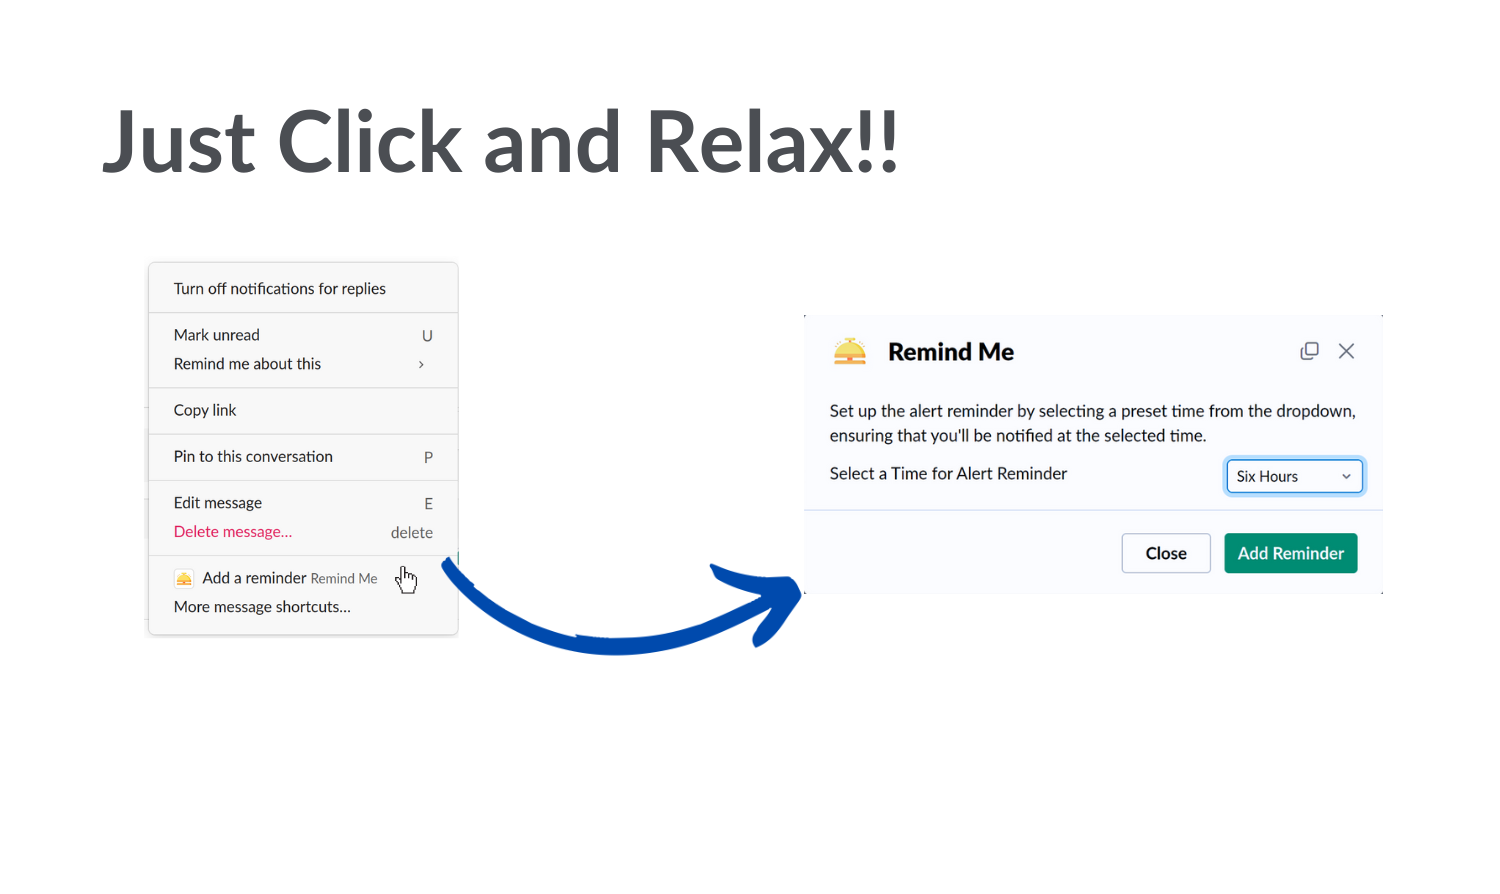 Just Click and Relax!!
Turn off notifications for replies
Mark unread U
Remind me about this
Copy link
Pin to this conversation P
Edit message E
Delete message... delete
Add a reminder Remind Me
More message shortcuts...
Remind Me
Set up the alert reminder by selecting a preset time from the dropdown,
ensuring that you'll be notified at the selected time.
Select a Time for Alert Reminder Six Hours
Close Add Reminder